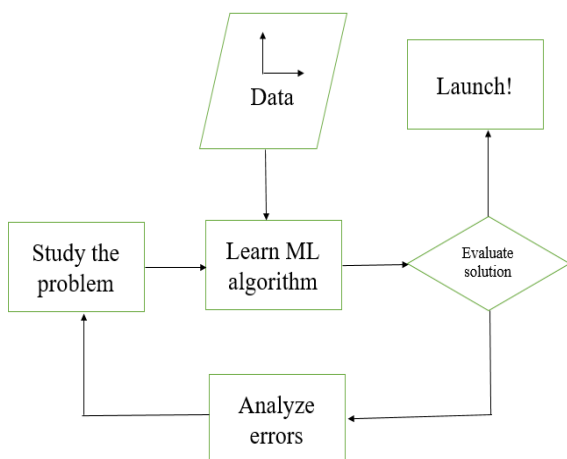 Data
Launch!
Study the
problem
Learn ML
algorithm
Evaluate
solution
Analyze
errors